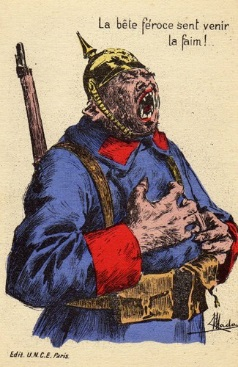 La bête féroce sent venir
la faim!
Edit. U.N.C.E. Paris.